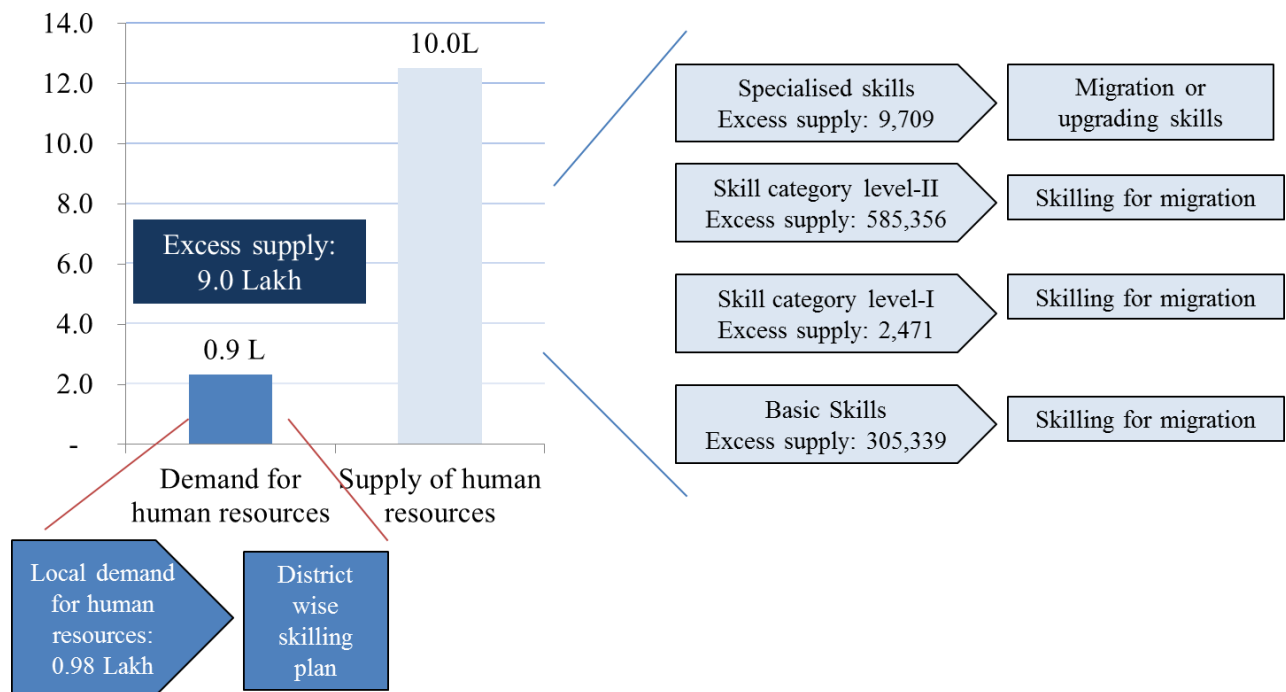 14.0
12.0
10.0
8.0
6.0
4.0
2.0
-
10.0L
Excess supply:
9.0 Lakh
0.9 L
Demand for
human resources
Supply of human
resources
Local demand
for human
resources:
0.98 Lakh
District
wise
skilling
plan
Specialised skills
Excess supply: 9,709
Migration or
upgrading skills
Skill category level-II
Excess supply: 585,356
Skilling for migration
Skill category level-I
Excess supply: 2,471
Skilling for migration
Basic Skills
Excess supply: 305,339
Skilling for migration